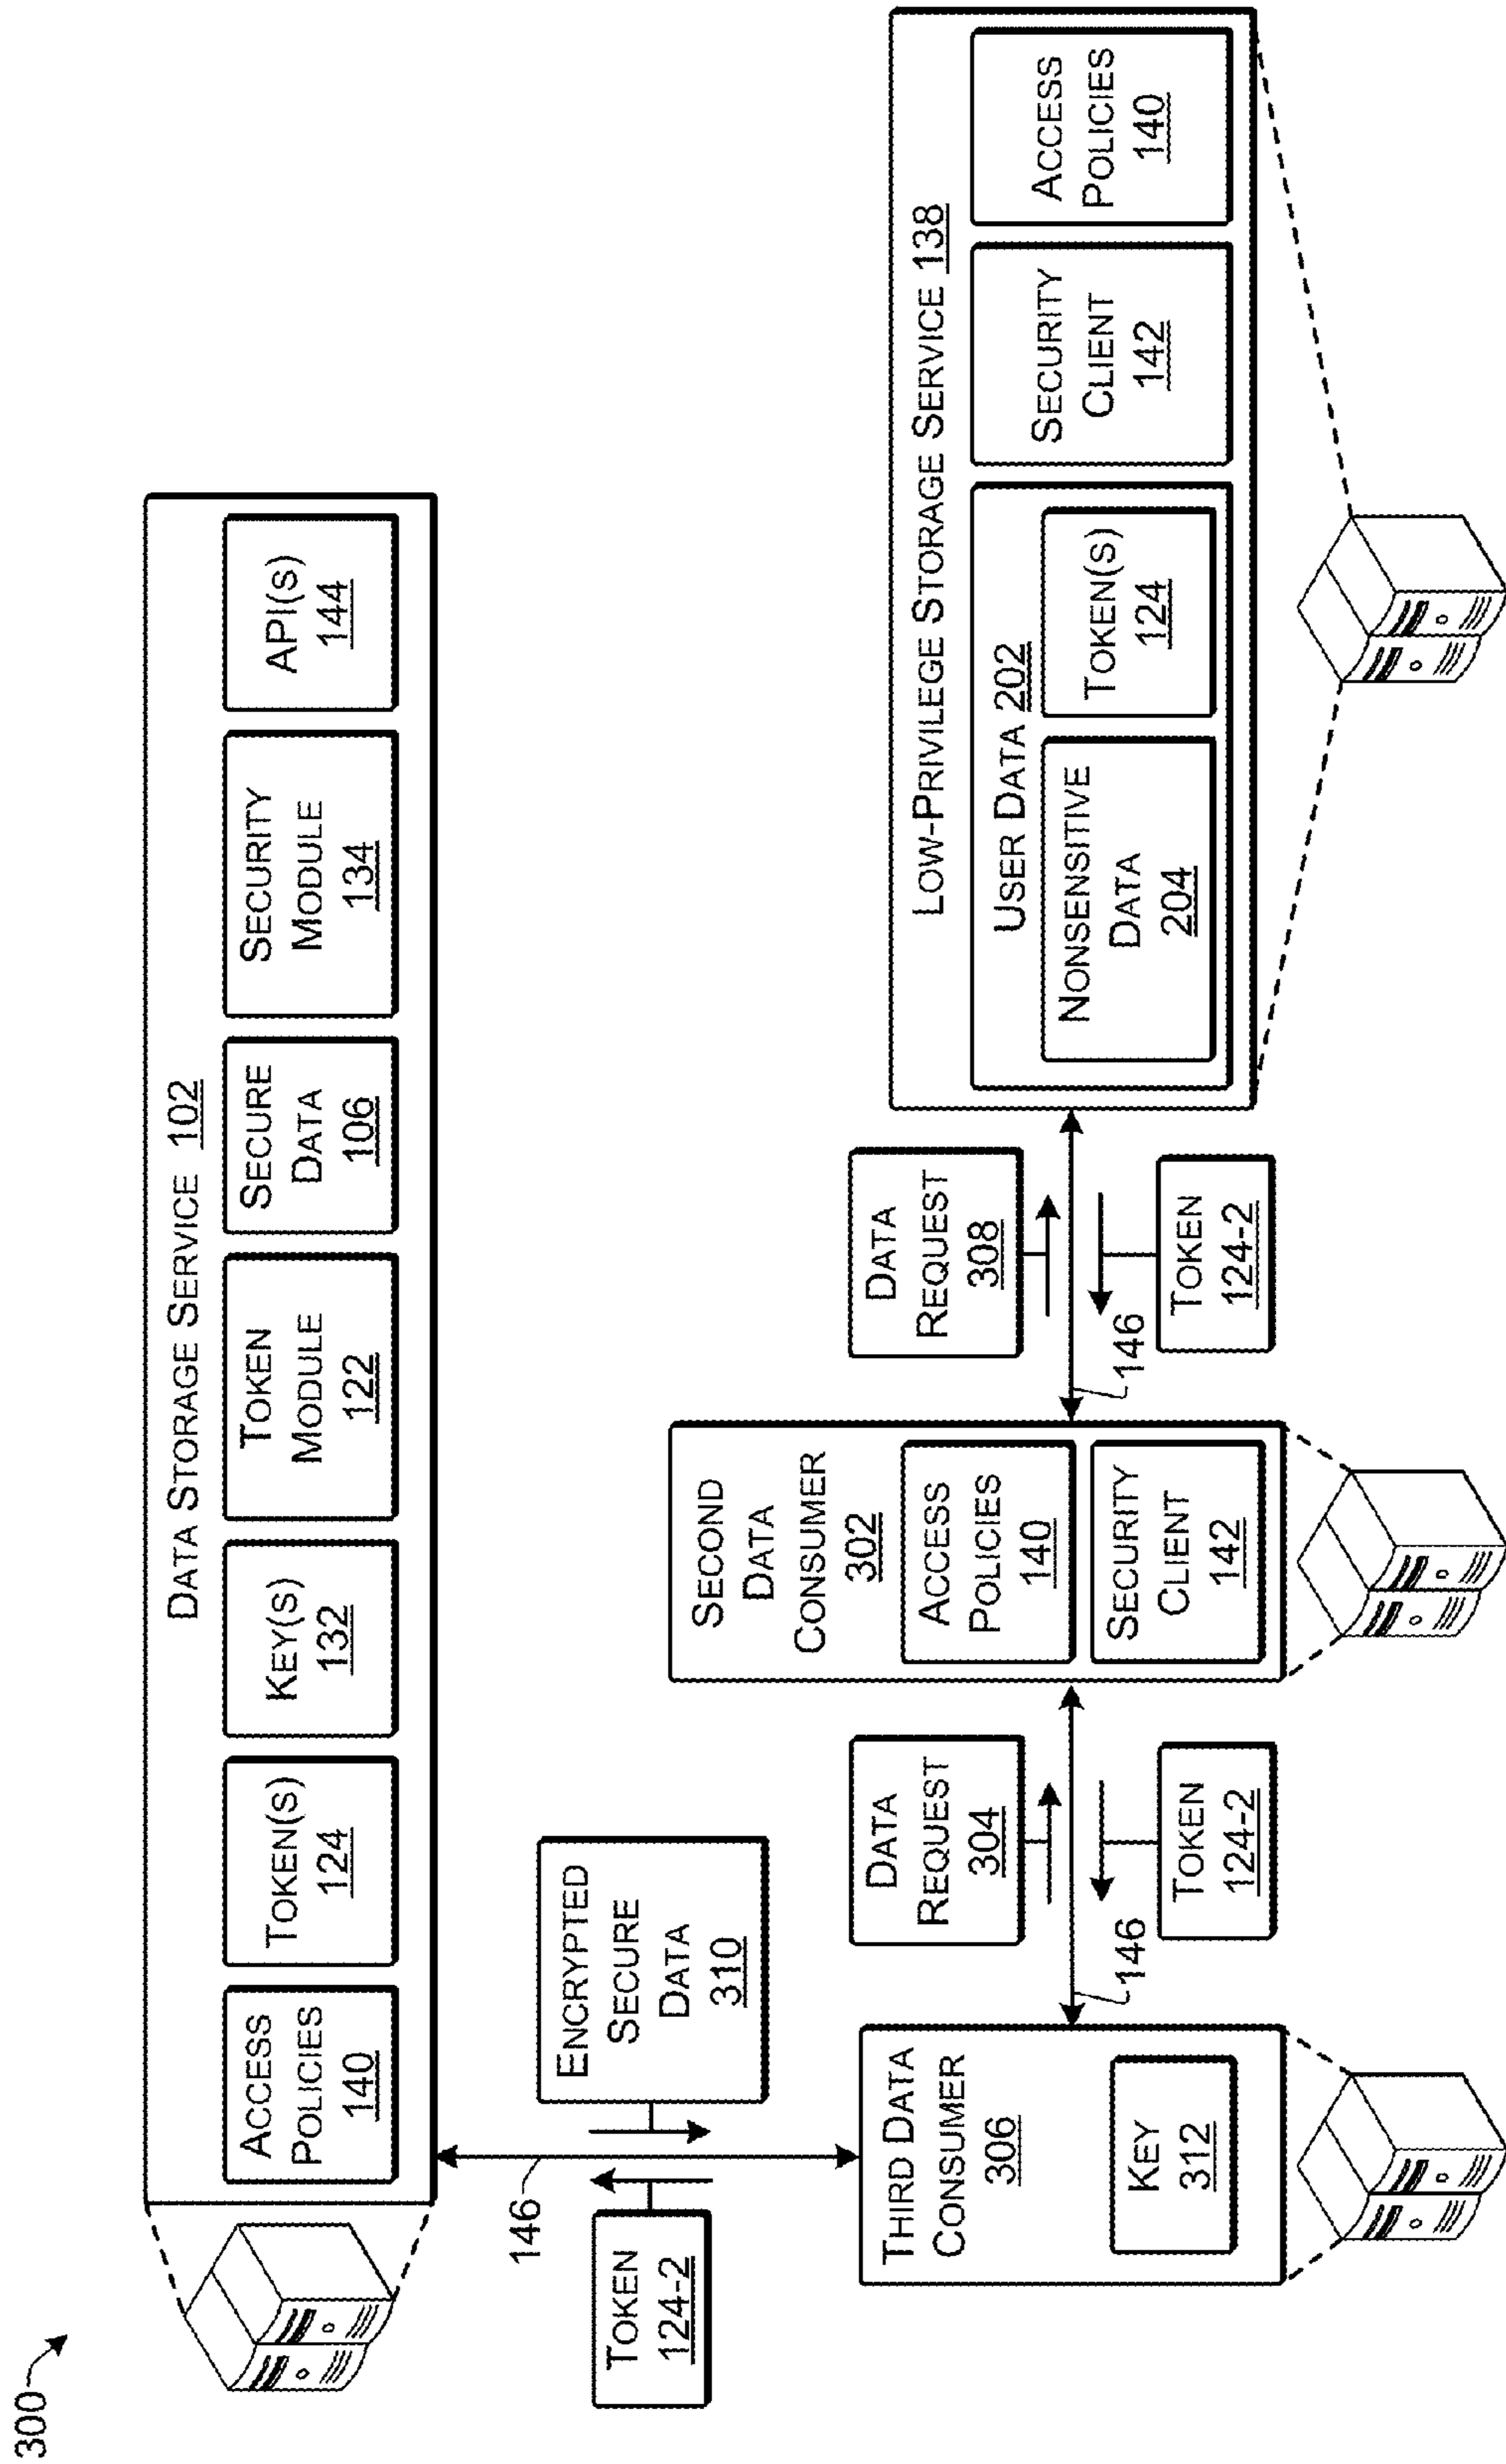 300
DATA STORAGE SERVICE 102
ACCESS
POLICIES
140
TOKEN(S)
124
KEY(S)
132
TOKEN
MODULE
122
SECURE
DATA
106
SECURITY
MODULE
134
API(S)
144
146
TOKEN
124-2
ENCRYPTED
SECURE
DATA
310
THIRD DATA
CONSUMER
306
KEY
312
DATA
REQUEST
304
146
TOKEN
124-2
SECOND
DATA
CONSUMER
302
ACCESS
POLICIES
140
SECURITY
CLIENT
142
DATA
REQUEST
308
146
TOKEN
124-2
LOW-PRIVILEGE STORAGE SERVICE 138
USER DATA 202
NONSENSITIVE
DATA
204
TOKEN(S)
124
SECURITY
CLIENT
142
ACCESS
POLICIES
140